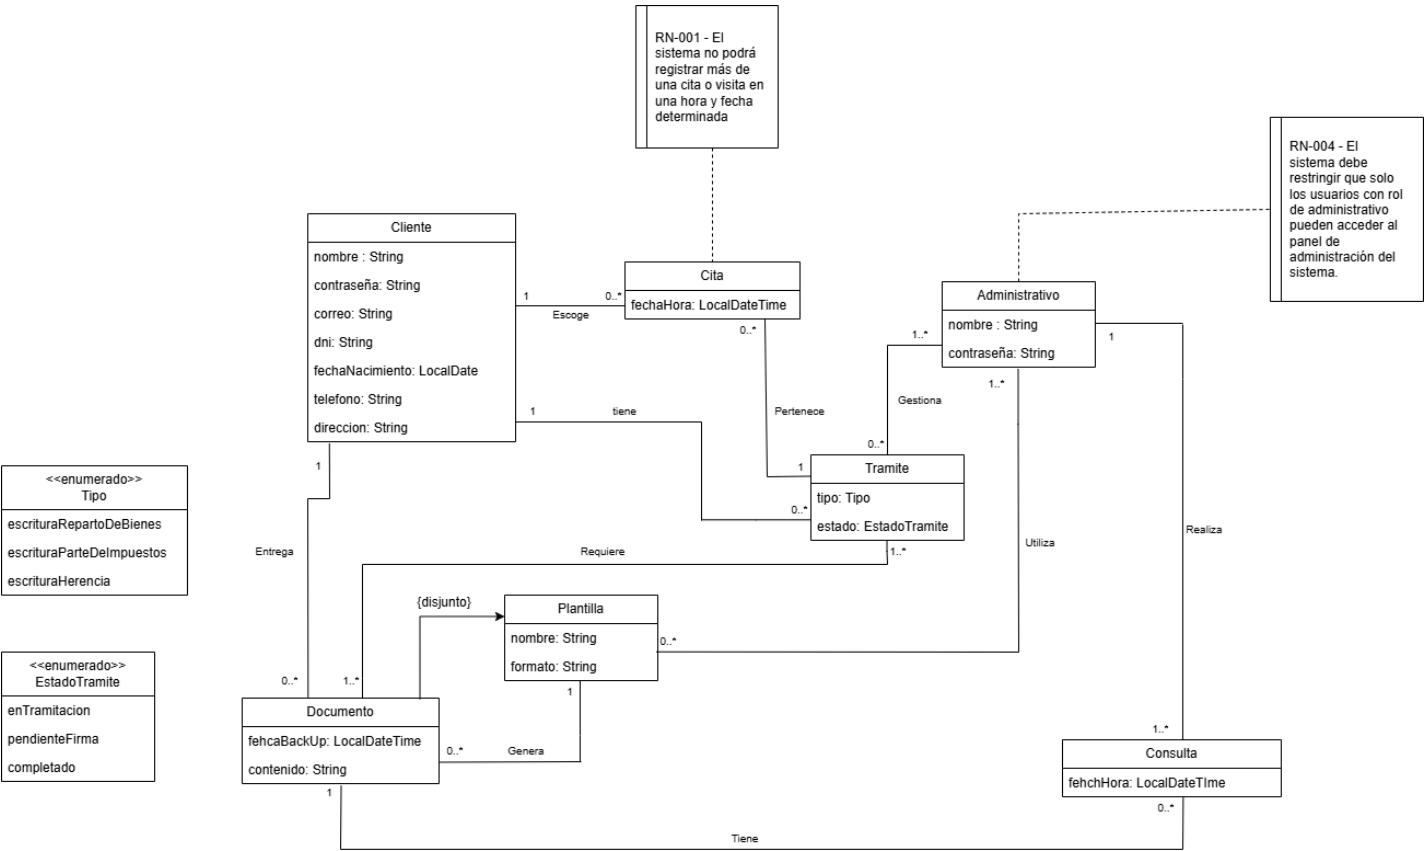 RN-001 - El
sistema no podrá
registrar más de
una cita o visita en
una hora y fecha
determinada
RN-004 - El
sistema debe
restringir que solo
los usuarios con rol
de administrativo
pueden acceder al
panel de
administración del
sistema.
Cliente
nombre : String
contraseña: String
correo: String
dni: String
fechaNacimiento: LocalDate
telefono: String
direccion: String
1
0..*
Escoge
Cita
fechaHora: LocalDateTime
0..*
Administrativo
nombre : String
contraseña: String
1..*
1
1..*
Gestiona
0..*
Pertenece
1
1
tiene
0..*
Tramite
tipo: Tipo
estado: EstadoTramite
1..*
Requiere
1..*
Utiliza
Realiza
1
Entrega
0..*
<<enumerado>>
Tipo
escrituraRepartoDeBienes
escrituraParteDeImpuestos
escrituraHerencia
<<enumerado>>
EstadoTramite
enTramitacion
pendienteFirma
completado
{disjunto}
Plantilla
nombre: String
formato: String
0..*
1
Genera
0..*
Documento
fehcaBackUp: LocalDateTime
contenido: String
1
Tiene
1..*
Consulta
fehchHora: LocalDateTIme
0..*